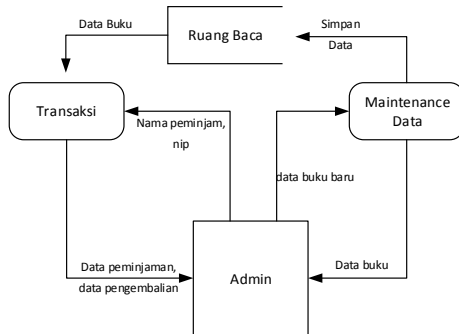 Data Buku
Ruang Baca
Simpan
Data
Transaksi
Maintenance
Data
Nama peminjam,
nip
data buku baru
Data peminjaman,
data pengembalian
Admin
Data buku